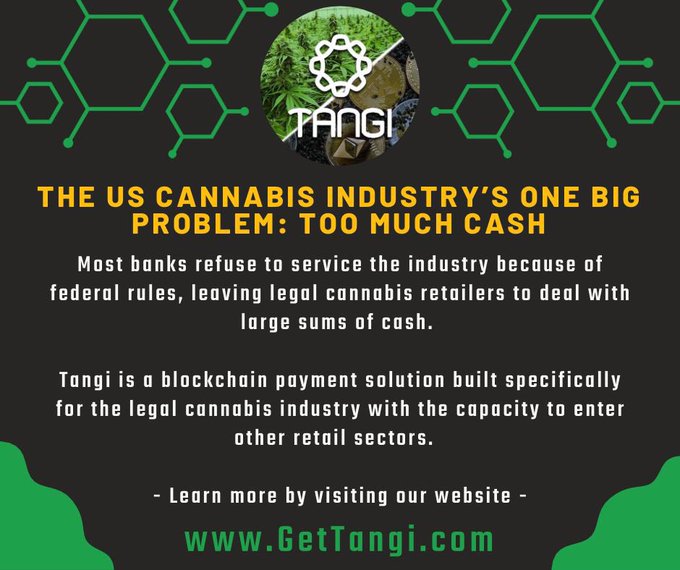 TANGI
THE US CANNABIS INDUSTRY'S ONE BIG
PROBLEM: TOO MUCH CASH
Most banks refuse to service the industry because of
federal rules, leaving legal cannabis retailers to deal with
large sums of cash.
Tangi is a blockchain payment solution built specifically
for the legal cannabis industry with the capacity to enter
other retail sectors.
- Learn more by visiting our website -
www.GetTangi.com